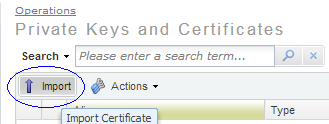 Operations
Private Keys and Certificates
Search Please enter a search term...
Import Actions
Type
Import Certificate